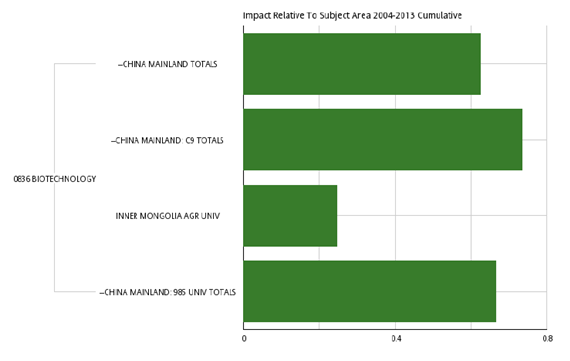 Impact Relative To Subject Area 2004-2013 Cumulative
--CHINA MAINLAND TOTALS
--CHINA MAINLAND: C9 TOTALS
0836 BIOTECHNOLOGY
INNER MONGOLIA AGR UNIV
--CHINA MAINLAND: 985 UNIV TOTALS
0 0.4 0.8